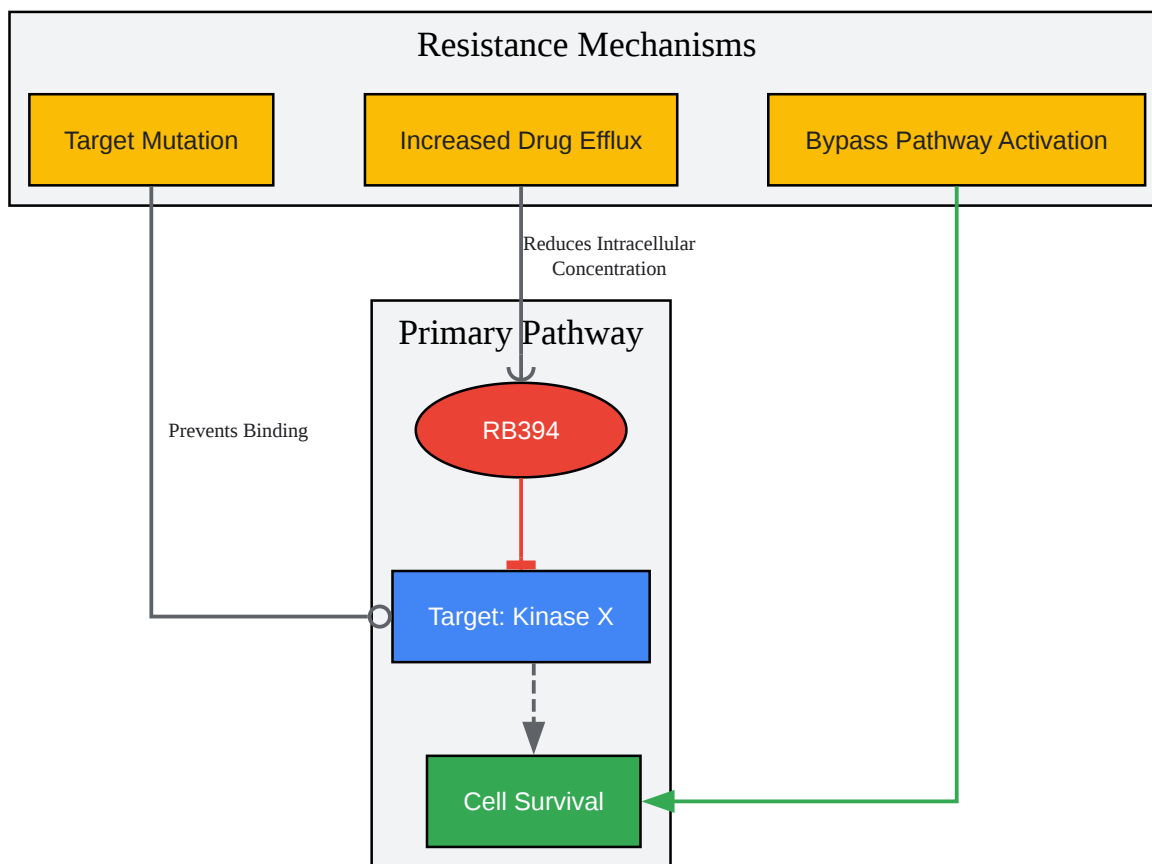 Resistance Mechanisms
Target Mutation
Increased Drug Efflux
Bypass Pathway Activation
Reduces Intracellular
Concentration
Primary Pathway
RB394
Prevents Binding
Target: Kinase X
Cell Survival